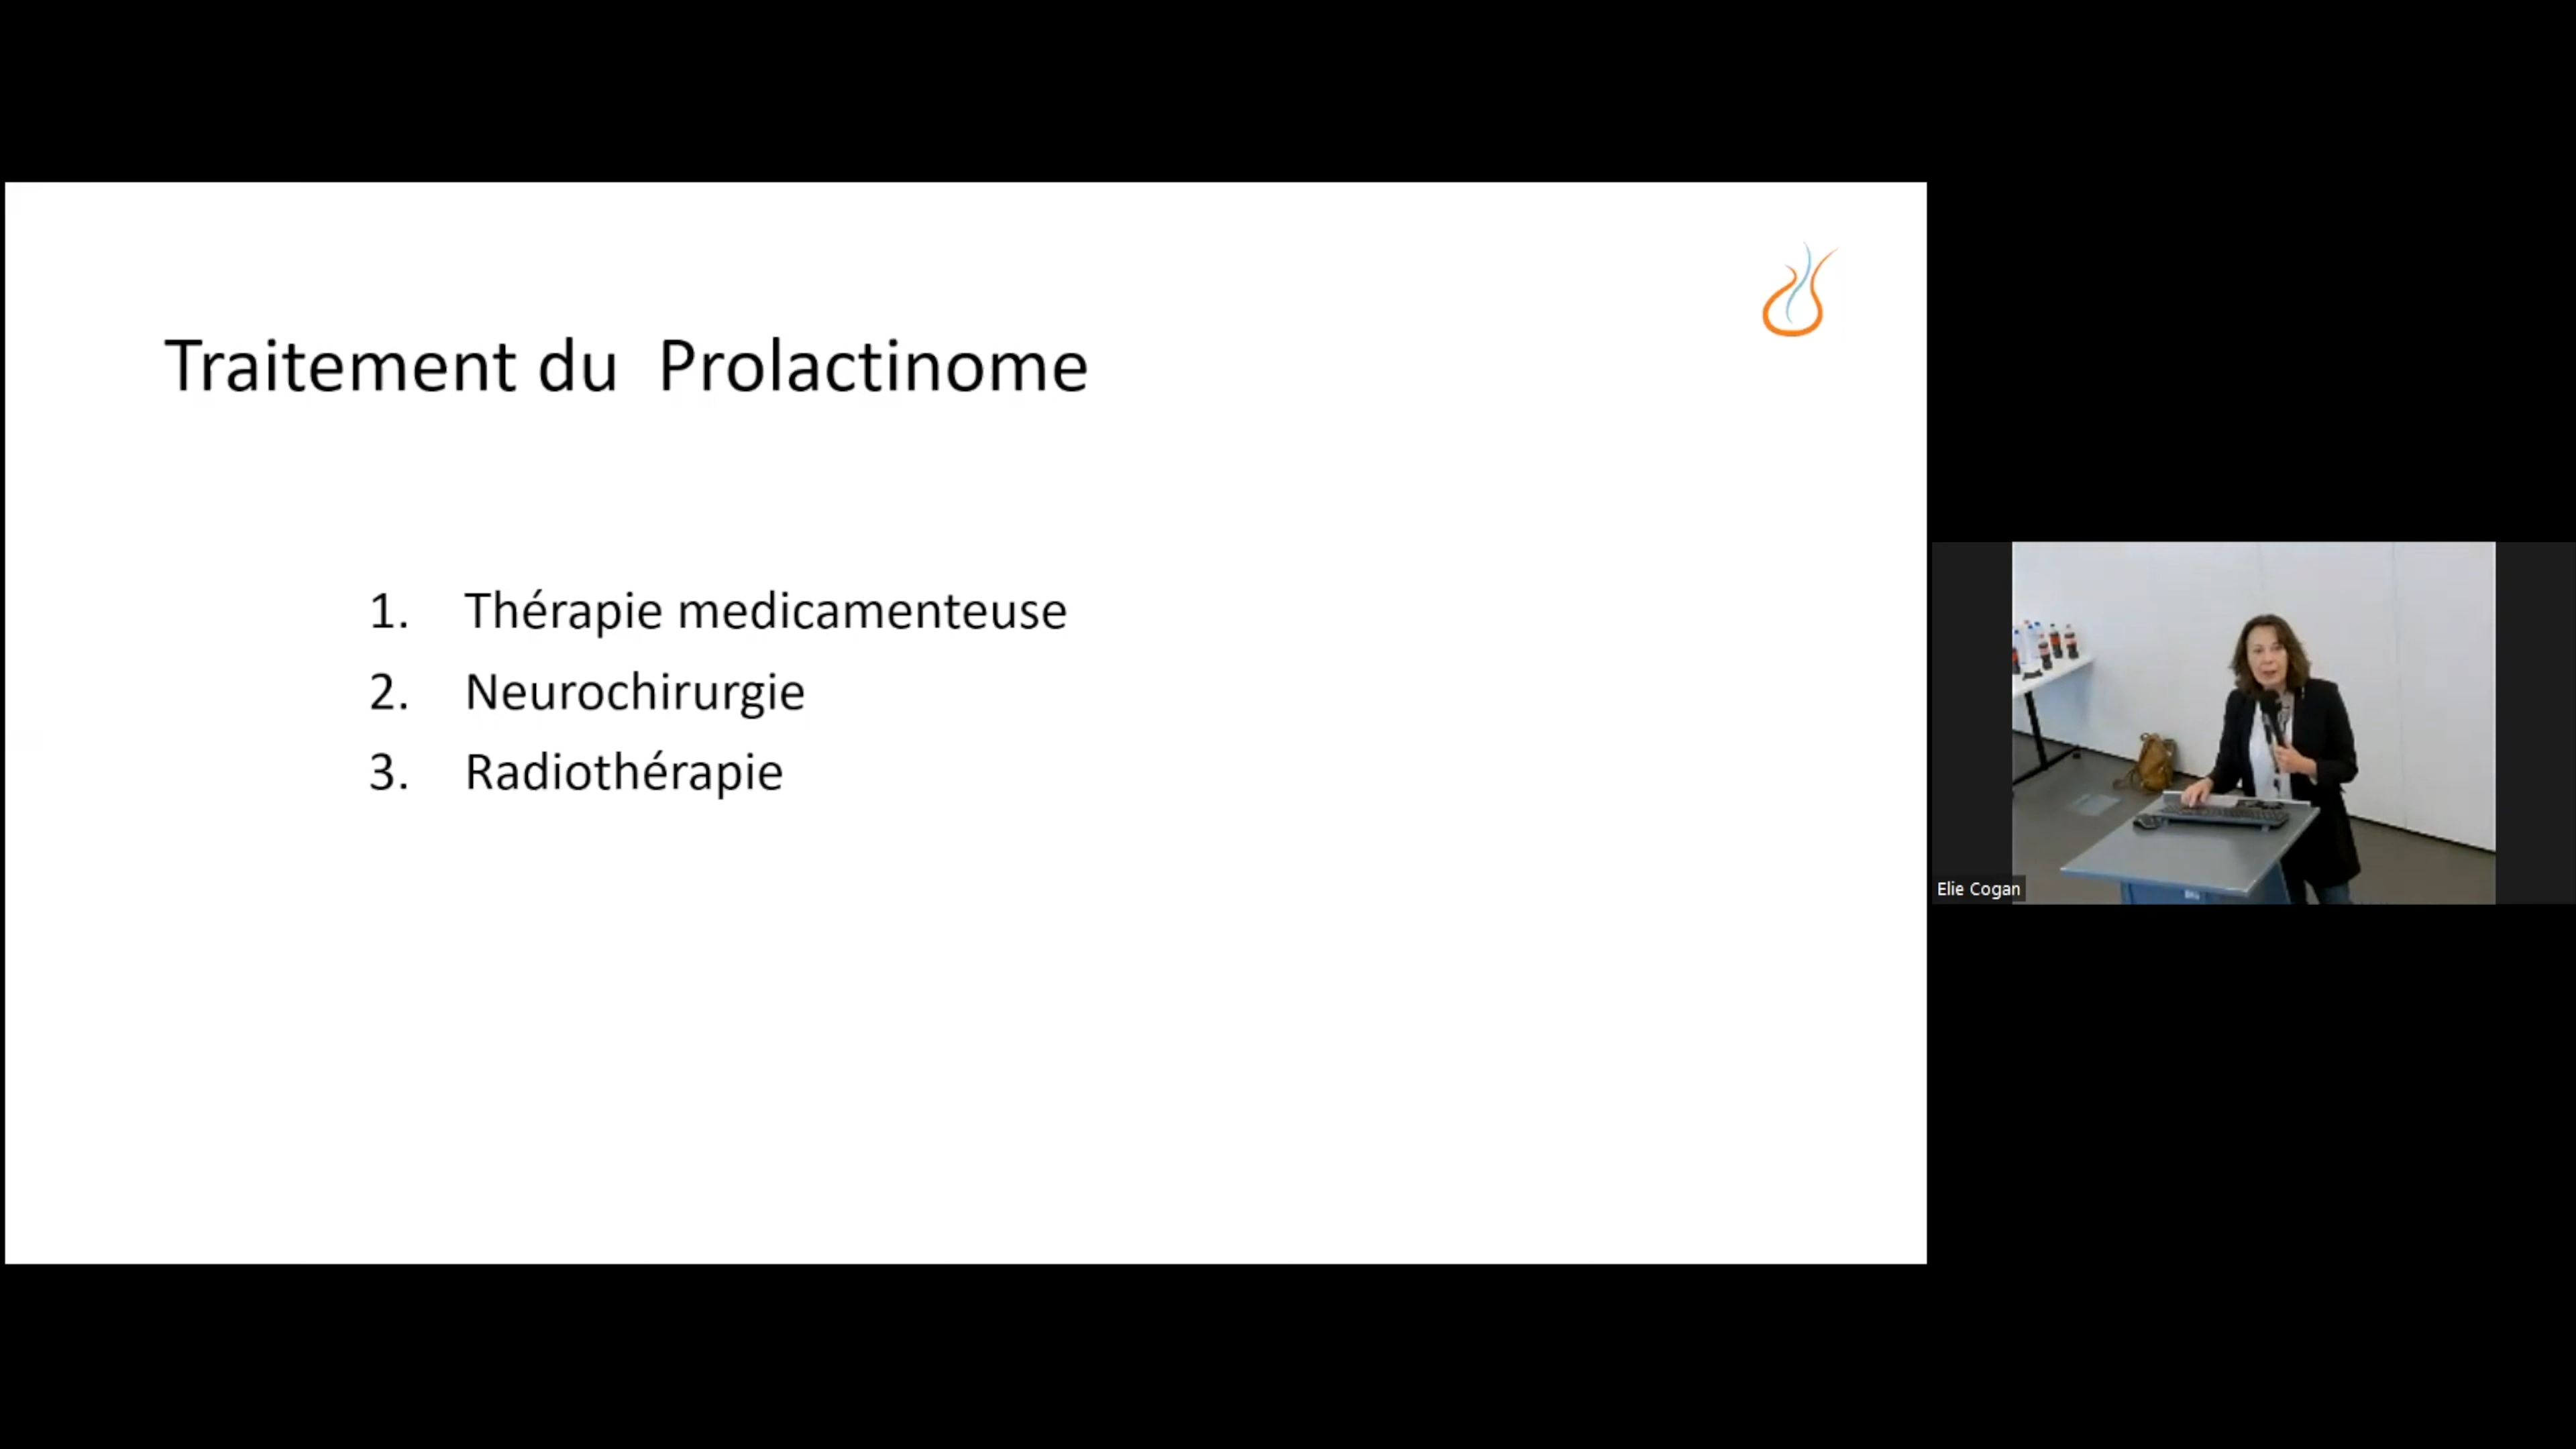 Traitement du  Prolactinome
1. Thérapie medicamenteuse
2. Neurochirurgie
3. Radiothérapie
Elie Cogan